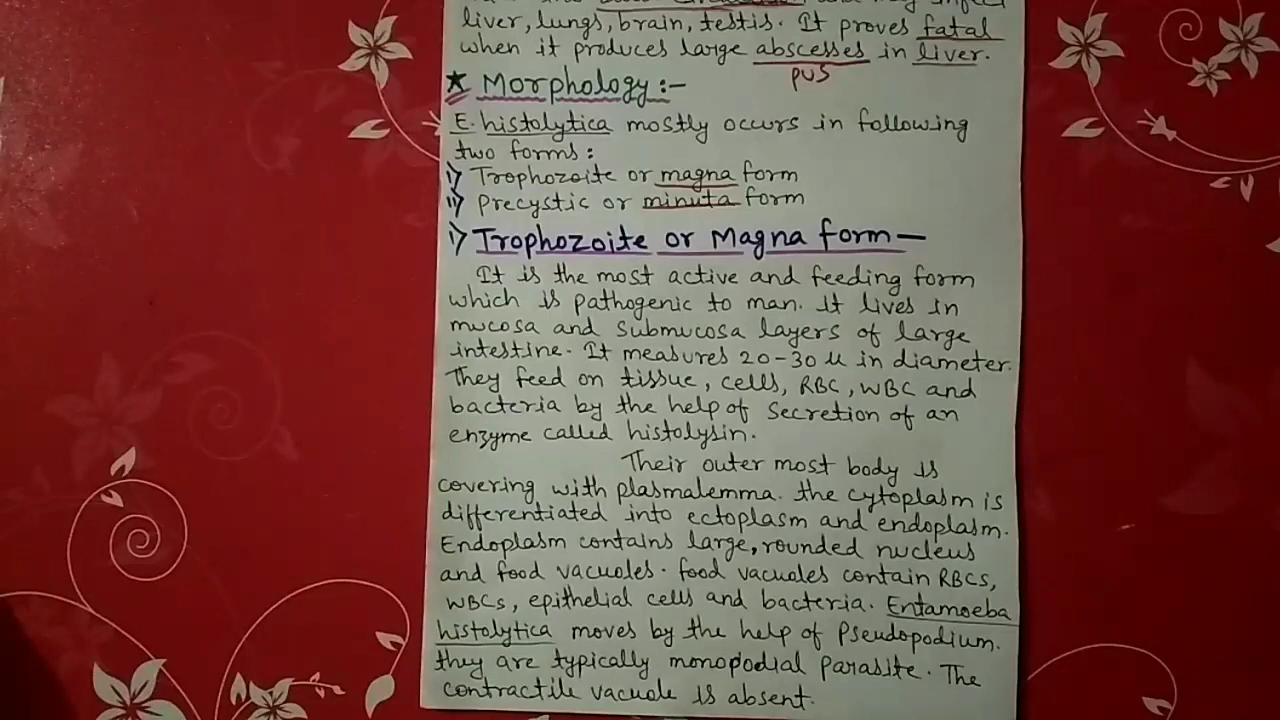 liver, lungs, brain, testis. It proves fatal
when it produces large abscesses in liver.
pus
★ Morphology :-
E. histolytica mostly occurs in following
two forms :
i) Trophozoite or magna form
ii) Precystic or minuta form
i) Trophozoite or Magna form —
It is the most active and feeding form
which is pathogenic to man. It lives in
mucosa and submucosa layers of large
intestine. It measures 20-30 μ in diameter.
They feed on tissue, cells, RBC, WBC and
bacteria by the help of secretion of an
enzyme called histolysin.
Their outer most body is
covering with plasmalemma. The cytoplasm is
differentiated into ectoplasm and endoplasm.
Endoplasm contains large, rounded nucleus
and food vacuoles. food vacuoles contain RBCs,
WBCs, epithelial cells and bacteria. Entamoeba
histolytica moves by the help of Pseudopodium.
they are typically monopodial parasite. The
contractile vacuole is absent.